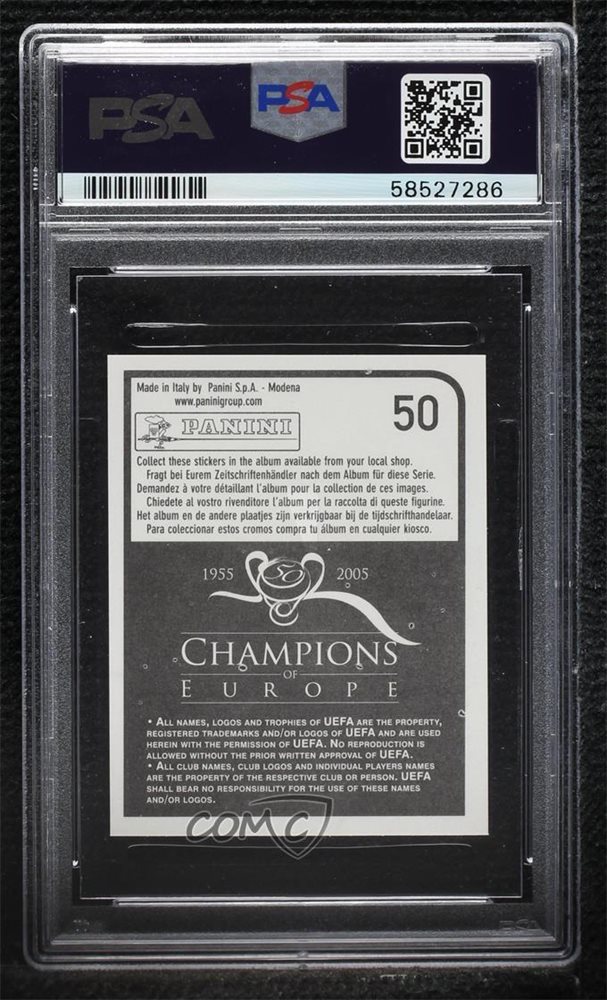 PSA PSA
58527286
Made in Italy by Panini S.p.A. - Modena
www.paninigroup.com
50
PANINI
Collect these stickers in the album available from your local shop.
Fragt bei Eurem Zeitschriftenhändler nach dem Album für diese Serie.
Demandez à votre détaillant l'album pour la collection de ces images.
Chiedete al vostro rivenditore l'album per la raccolta di queste figurine.
Het album en de andere plaatjes zijn verkrijgbaar bij de tijdschrifthandelaar.
Para coleccionar estos cromos compra tu álbum en cualquier kiosco.
1955 50 2005
CHAMPIONS
OF
EUROPE
• ALL NAMES, LOGOS AND TROPHIES OF UEFA ARE THE PROPERTY,
REGISTERED TRADEMARKS AND/OR LOGOS OF UEFA AND ARE USED
HEREIN WITH THE PERMISSION OF UEFA. NO REPRODUCTION IS
ALLOWED WITHOUT THE PRIOR WRITTEN APPROVAL OF UEFA.
• ALL CLUB NAMES, CLUB LOGOS AND INDIVIDUAL PLAYERS NAMES
ARE THE PROPERTY OF THE RESPECTIVE CLUB OR PERSON. UEFA
SHALL BEAR NO RESPONSIBILITY FOR THE USE OF THESE NAMES
AND/OR LOGOS.
COMC